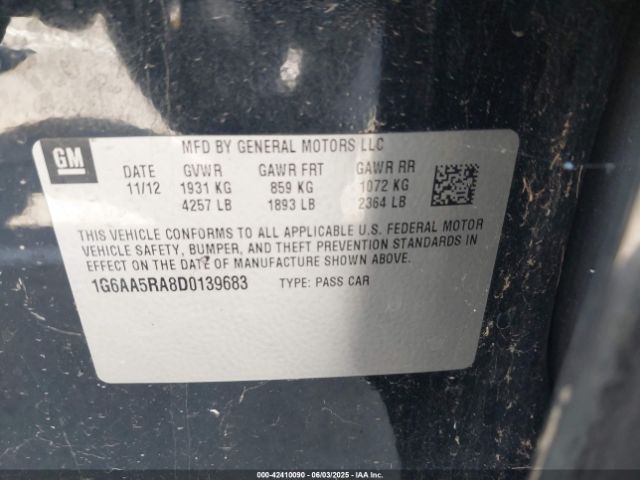 GM
MFD BY GENERAL MOTORS LLC
DATE GVWR GAWR FRT GAWR RR
11/12 1931 KG 859 KG 1072 KG
4257 LB 1893 LB 2364 LB
THIS VEHICLE CONFORMS TO ALL APPLICABLE U.S. FEDERAL MOTOR
VEHICLE SAFETY, BUMPER, AND THEFT PREVENTION STANDARDS IN
EFFECT ON THE DATE OF MANUFACTURE SHOWN ABOVE.
1G6AA5RA8D0139683 TYPE: PASS CAR
000-42410090 - 06/03/2025 - IAA Corp.